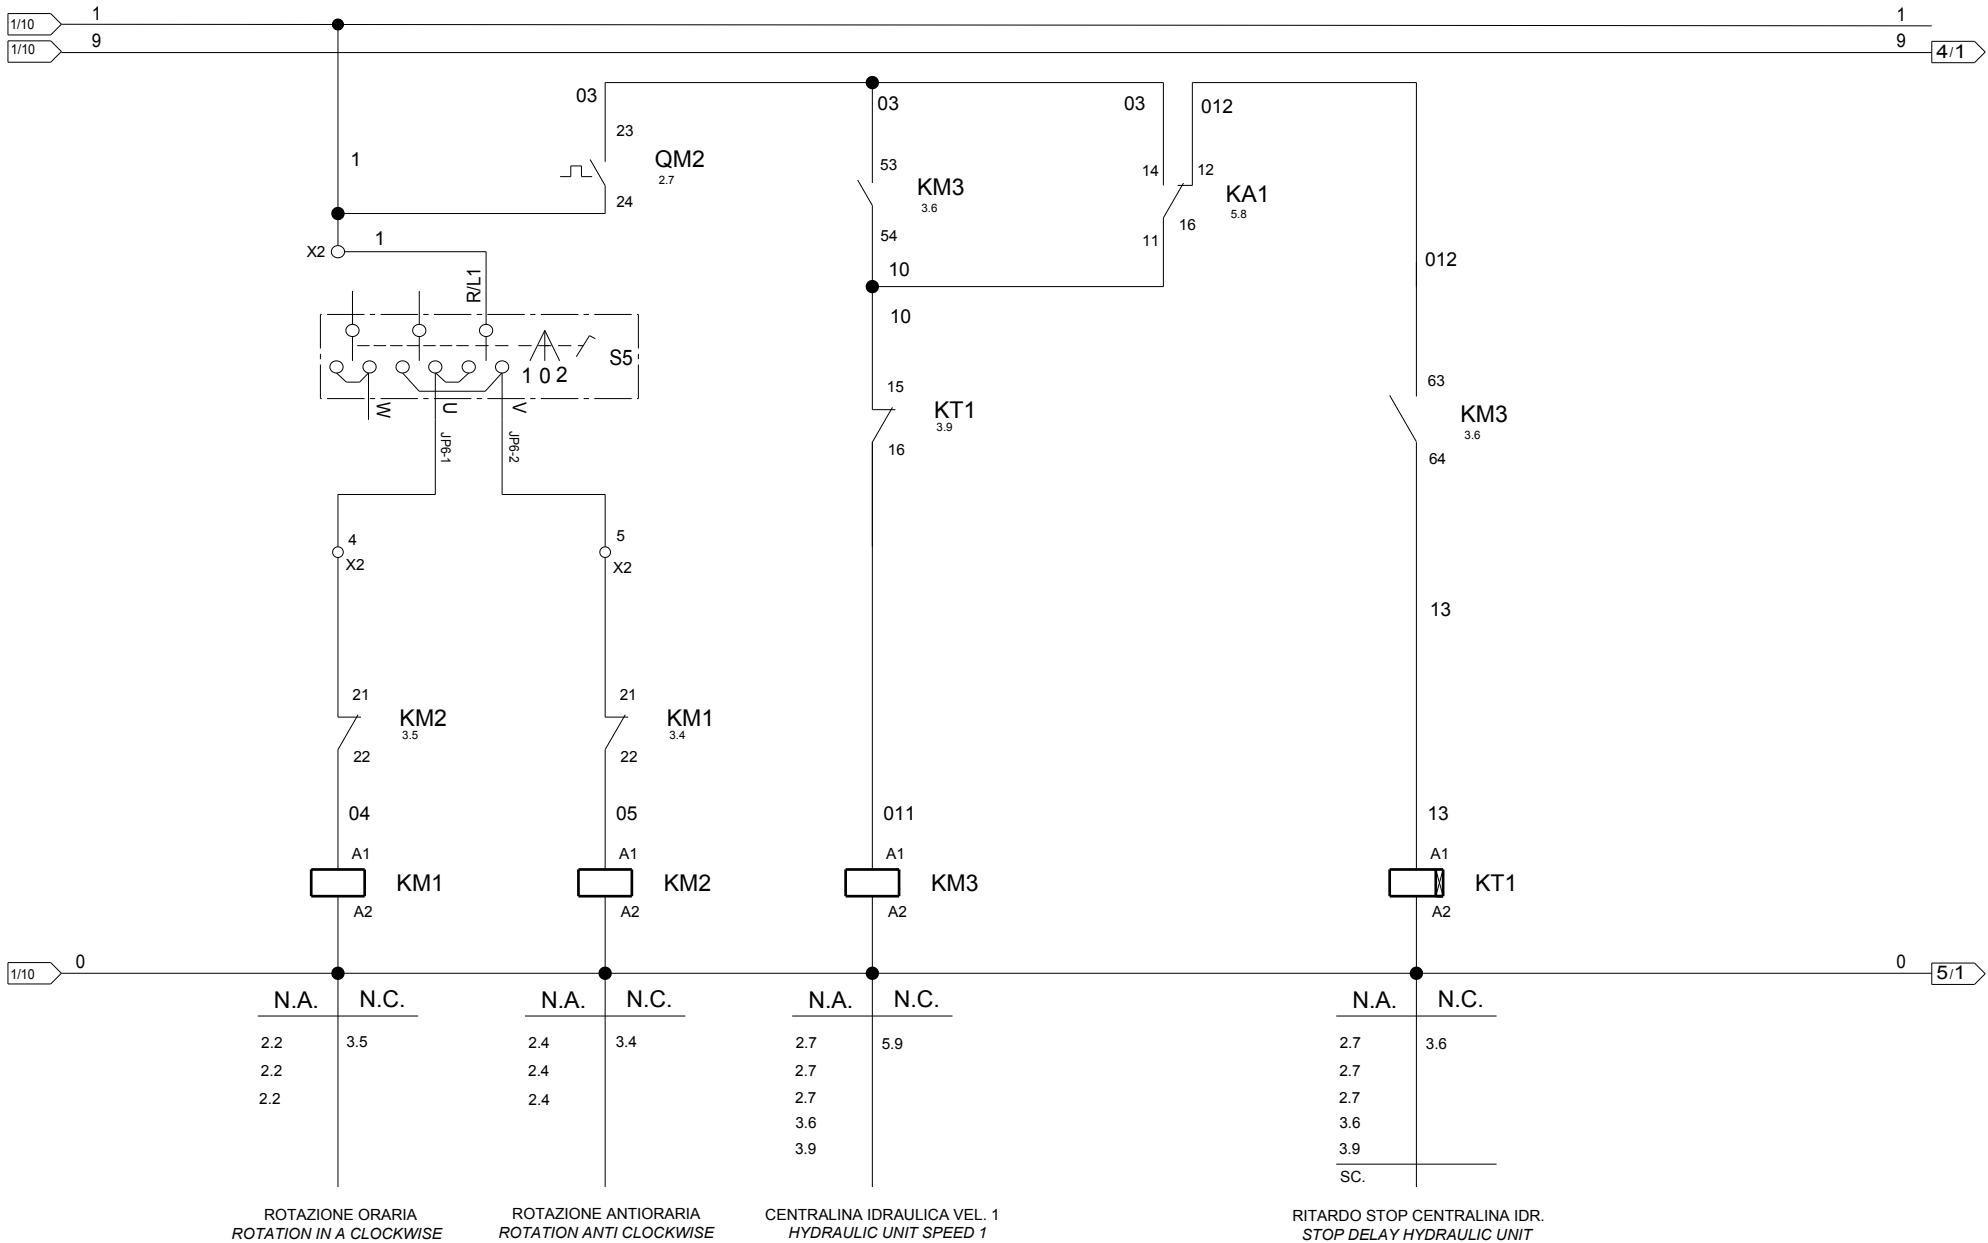 1/10 1 1
1/10 9 9 4/1
03 03 03 012
23
1 QM2
2.7
24
53
KM3
3.6
54
14 12
KA1
5.8
16
11
X2 1
R/L1
10
10
012
S5
1 0 2
W U V
JP6-1 JP6-2
15
KT1
3.9
16
63
KM3
3.6
64
4
X2
5
X2
13
21
KM2
3.5
22
21
KM1
3.4
22
04 05 011 13
A1 A1 A1 A1
KM1 KM2 KM3 KT1
A2 A2 A2 A2
1/10 0 0 5/1
N.A. N.C. N.A. N.C. N.A. N.C. N.A. N.C.
2.2 3.5 2.4 3.4 2.7 5.9 2.7 3.6
2.2 2.4 2.7 2.7
2.2 2.4 2.7 2.7
3.6 3.6
3.9 3.9
SC.
ROTAZIONE ORARIA
ROTATION IN A CLOCKWISE
ROTAZIONE ANTIORARIA
ROTATION ANTI CLOCKWISE
CENTRALINA IDRAULICA VEL. 1
HYDRAULIC UNIT SPEED 1
RITARDO STOP CENTRALINA IDR.
STOP DELAY HYDRAULIC UNIT